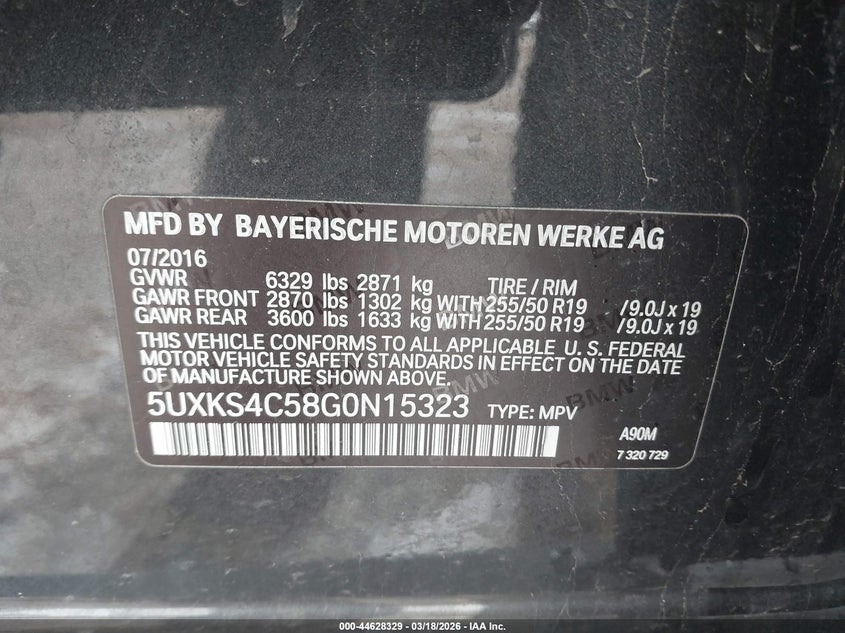 MFD BY BAYERISCHE MOTOREN WERKE AG
07/2016
GVWR 6329 lbs 2871 kg TIRE / RIM
GAWR FRONT 2870 lbs 1302 kg WITH 255/50 R19 /9.0J x 19
GAWR REAR 3600 lbs 1633 kg WITH 255/50 R19 /9.0J x 19
THIS VEHICLE CONFORMS TO ALL APPLICABLE U. S. FEDERAL
MOTOR VEHICLE SAFETY STANDARDS IN EFFECT ON THE DATE
OF MANUFACTURE SHOWN ABOVE.
5UXKS4C58G0N15323 TYPE: MPV
A90M
7 320 729
000-44628329 — 03/18/2026 — IAA Inc.